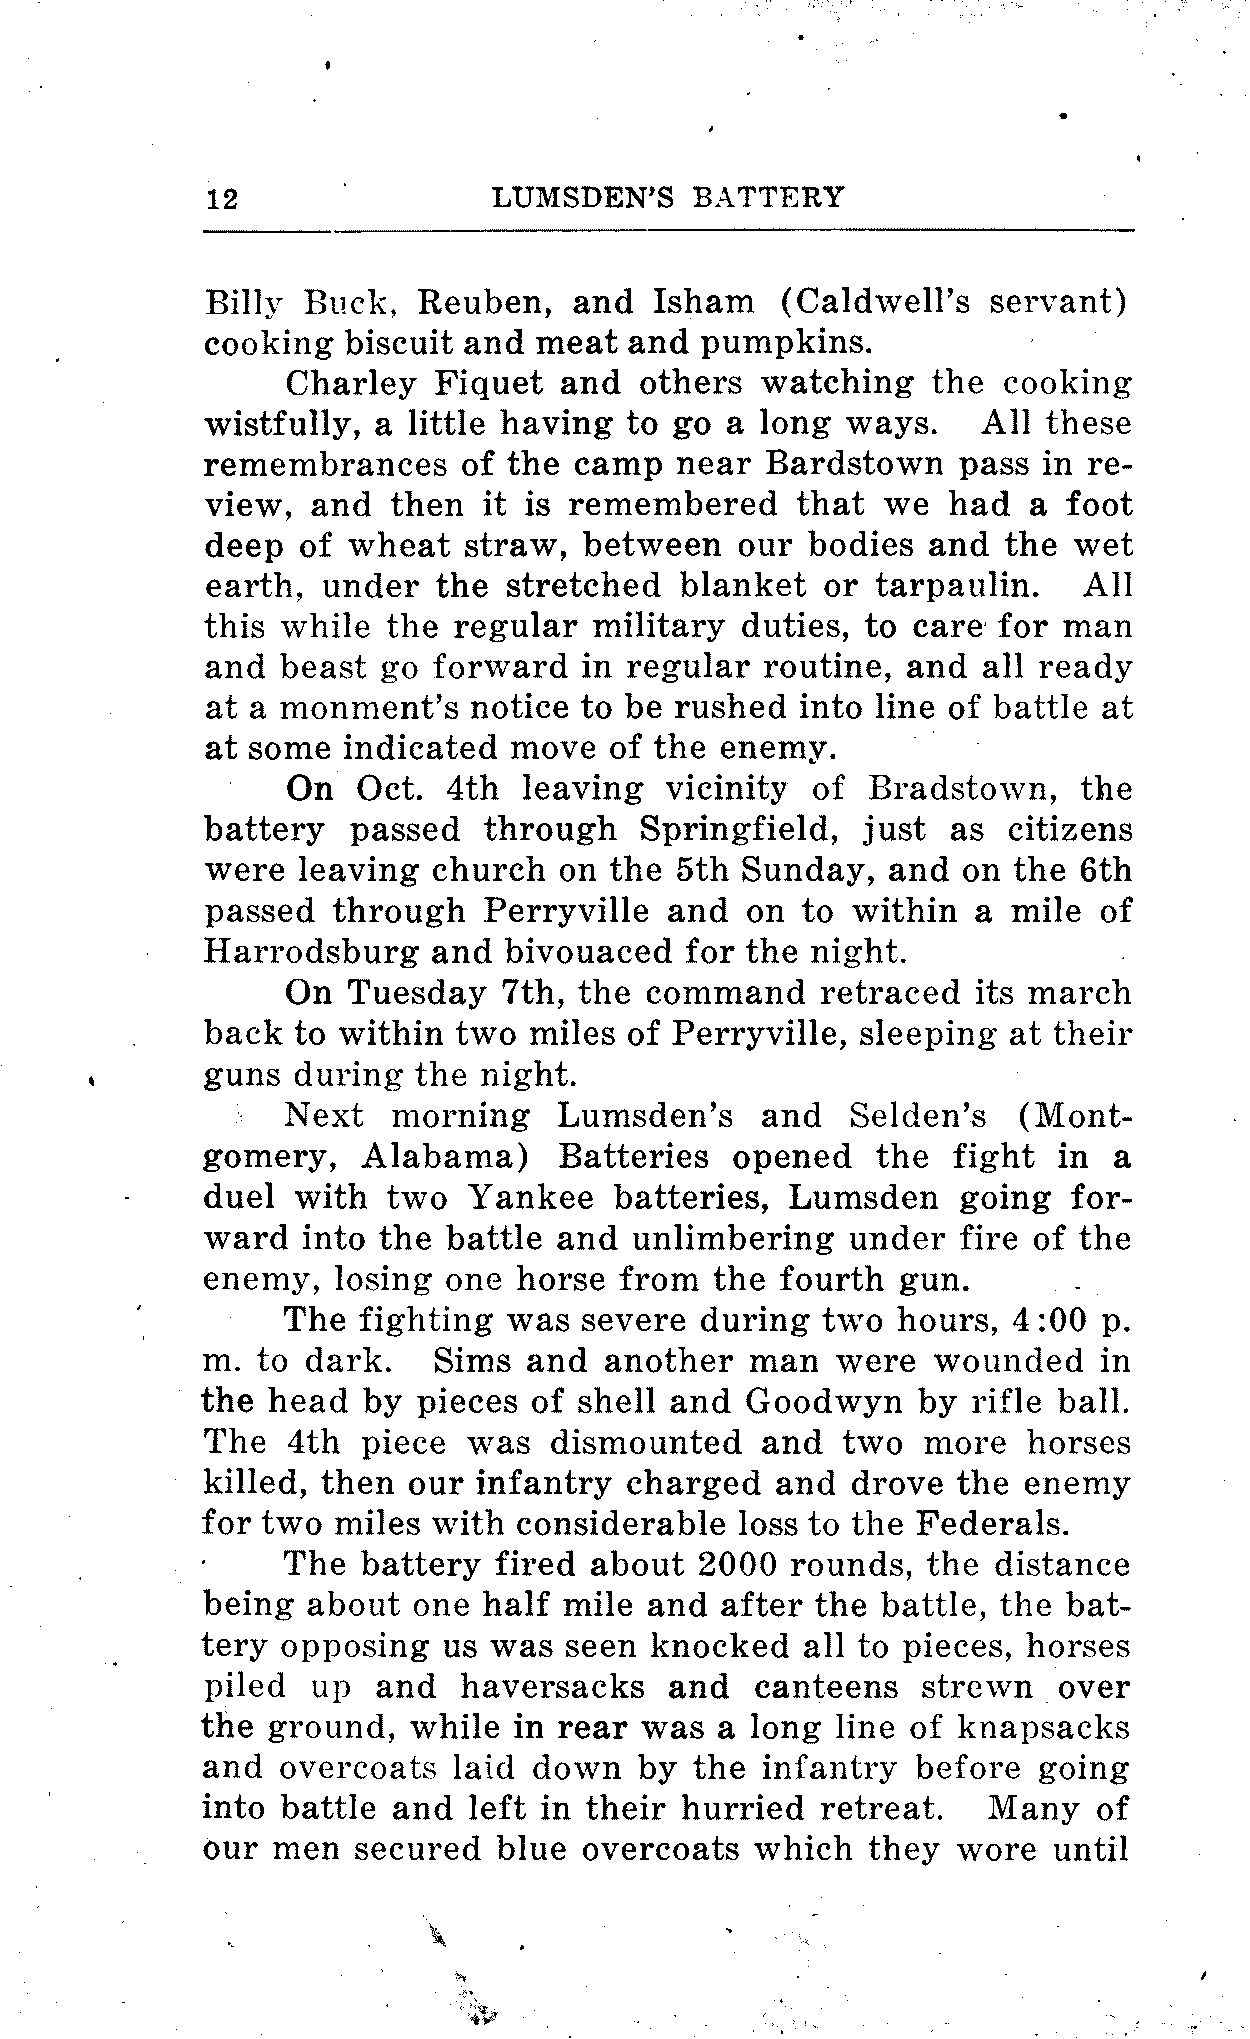 12 LUMSDEN'S BATTERY
Billy Buck, Reuben, and Isham (Caldwell's servant)
cooking biscuit and meat and pumpkins.
Charley Fiquet and others watching the cooking
wistfully, a little having to go a long ways. All these
remembrances of the camp near Bardstown pass in re-
view, and then it is remembered that we had a foot
deep of wheat straw, between our bodies and the wet
earth, under the stretched blanket or tarpaulin. All
this while the regular military duties, to care for man
and beast go forward in regular routine, and all ready
at a monment's notice to be rushed into line of battle at
at some indicated move of the enemy.
On Oct. 4th leaving vicinity of Bradstown, the
battery passed through Springfield, just as citizens
were leaving church on the 5th Sunday, and on the 6th
passed through Perryville and on to within a mile of
Harrodsburg and bivouaced for the night.
On Tuesday 7th, the command retraced its march
back to within two miles of Perryville, sleeping at their
guns during the night.
Next morning Lumsden's and Selden's (Mont-
gomery, Alabama) Batteries opened the fight in a
duel with two Yankee batteries, Lumsden going for-
ward into the battle and unlimbering under fire of the
enemy, losing one horse from the fourth gun.
The fighting was severe during two hours, 4:00 p.
m. to dark. Sims and another man were wounded in
the head by pieces of shell and Goodwyn by rifle ball.
The 4th piece was dismounted and two more horses
killed, then our infantry charged and drove the enemy
for two miles with considerable loss to the Federals.
The battery fired about 2000 rounds, the distance
being about one half mile and after the battle, the bat-
tery opposing us was seen knocked all to pieces, horses
piled up and haversacks and canteens strewn over
the ground, while in rear was a long line of knapsacks
and overcoats laid down by the infantry before going
into battle and left in their hurried retreat. Many of
our men secured blue overcoats which they wore until